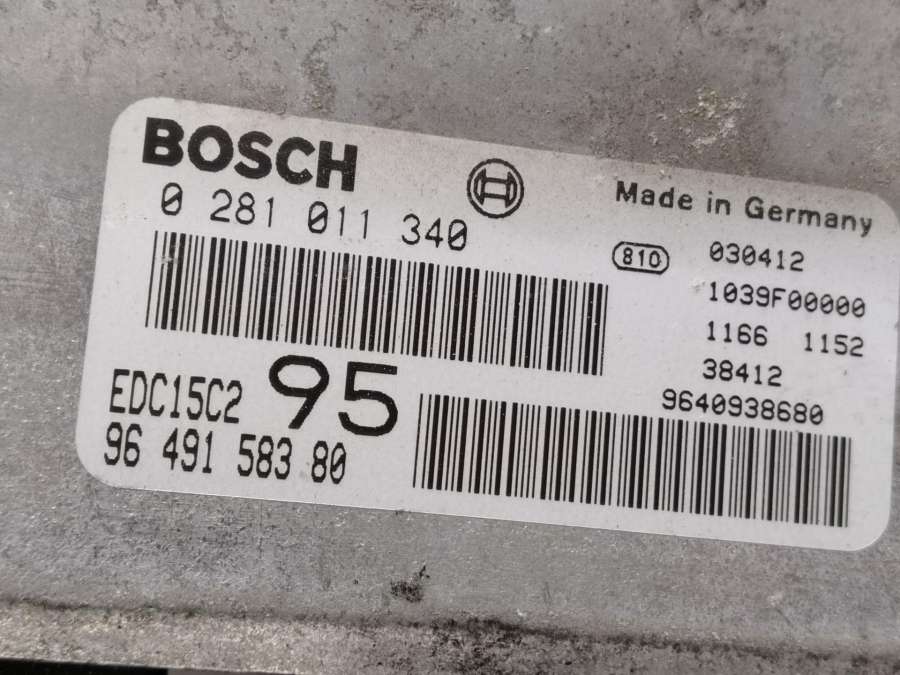 BOSCH
Made in Germany
0 281 011 340
810
030412
1039F00000
1166 1152
38412
9640938680
EDC15C2
95
96 491 583 80